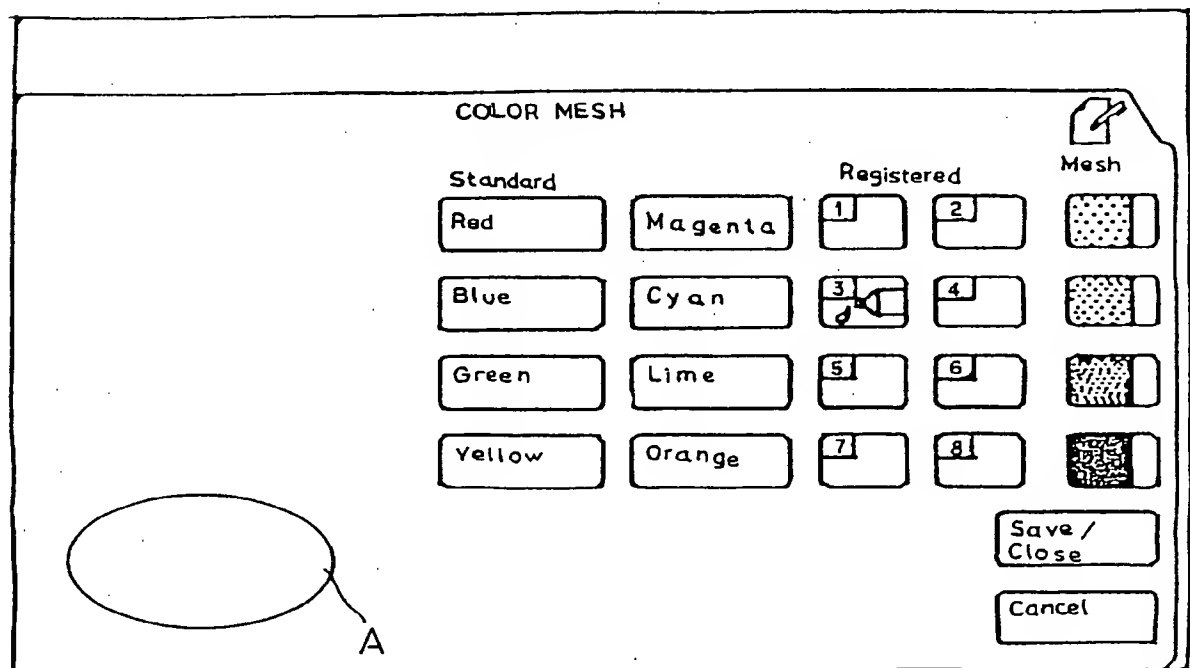 COLOR MESH
Standard
Registered
Mesh
Red
Magenta
1
2
Blue
Cyan
3
4
Green
Lime
5
6
Yellow
Orange
7
8
Save /
Close
Cancel
A